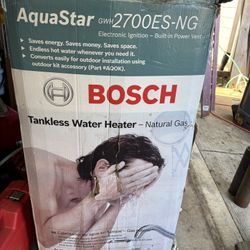 AquaStar GWH 2700ES-NG
Electronic Ignition – Built-in Power Vent
• Saves energy. Saves money. Saves space.
• Endless hot water whenever you need it.
• Converts easily for outdoor installation using
outdoor kit accessory (Part #AQOK).
BOSCH
Tankless Water Heater – Natural Gas